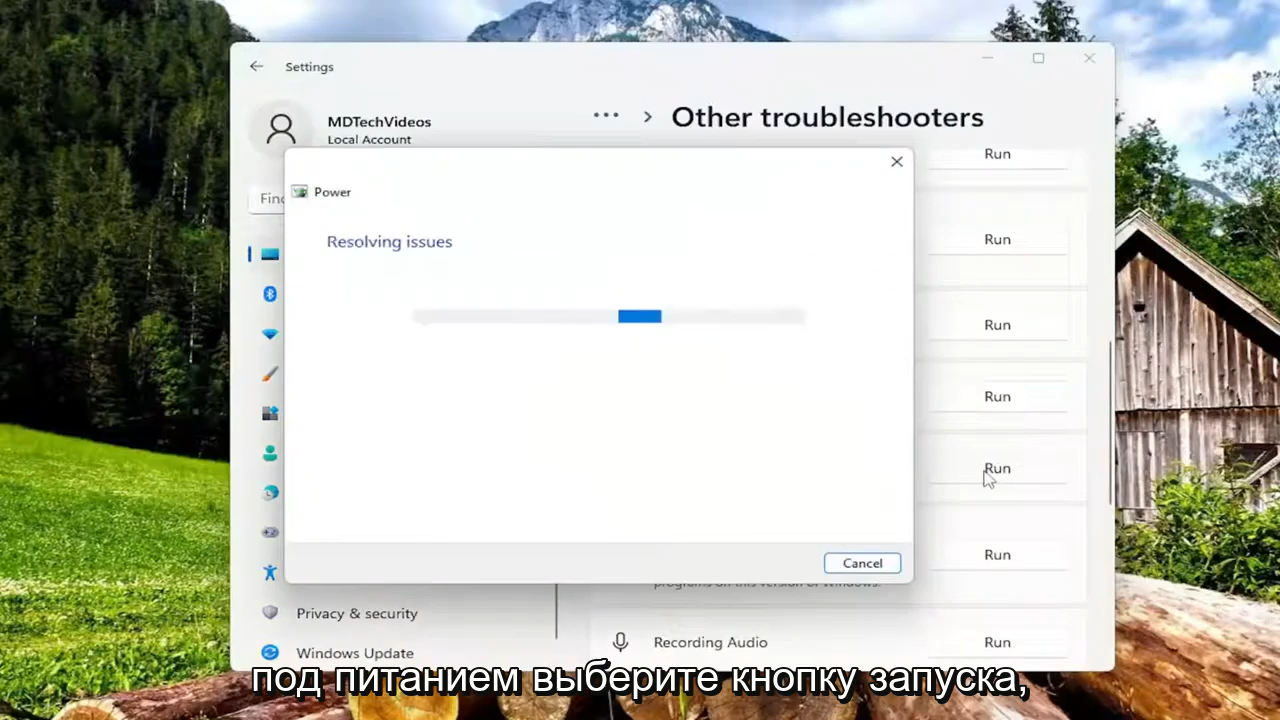 Settings
MDTechVideos
Local Account
Other troubleshooters
Run
Power
Find
Resolving issues
Run
Run
Run
Run
Run
Cancel
programs on this version of Windows.
Privacy & security
Recording Audio
Run
Windows Update
под питанием выберите кнопку запуска,